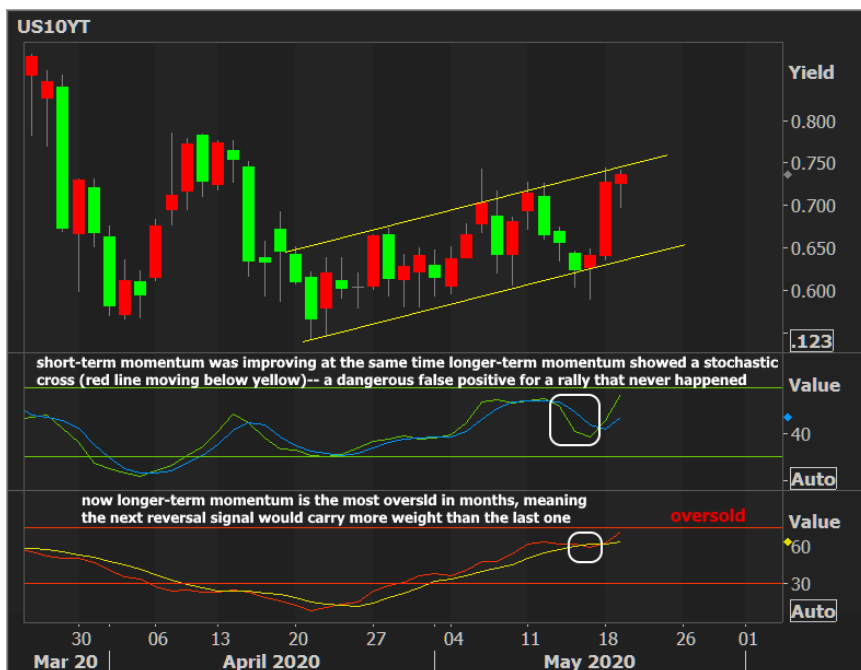 US10YT
Yield
0.800
0.750
0.700
0.650
0.600
.123
short-term momentum was improving at the same time longer-term momentum showed a stochastic
cross (red line moving below yellow)-- a dangerous false positive for a rally that never happened
Value
40
Auto
now longer-term momentum is the most oversld in months, meaning
the next reversal signal would carry more weight than the last one
oversold
Value
60
30
Auto
30 06 13 20 27 04 11 18 26 01
Mar 20 April 2020 May 2020